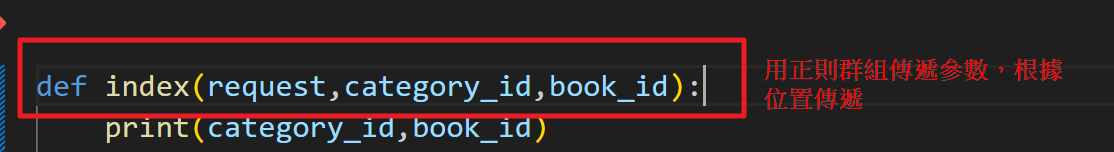 def index(request,category_id,book_id):
用正則群組傳遞參數，根據
位置傳遞
print(category_id,book_id)